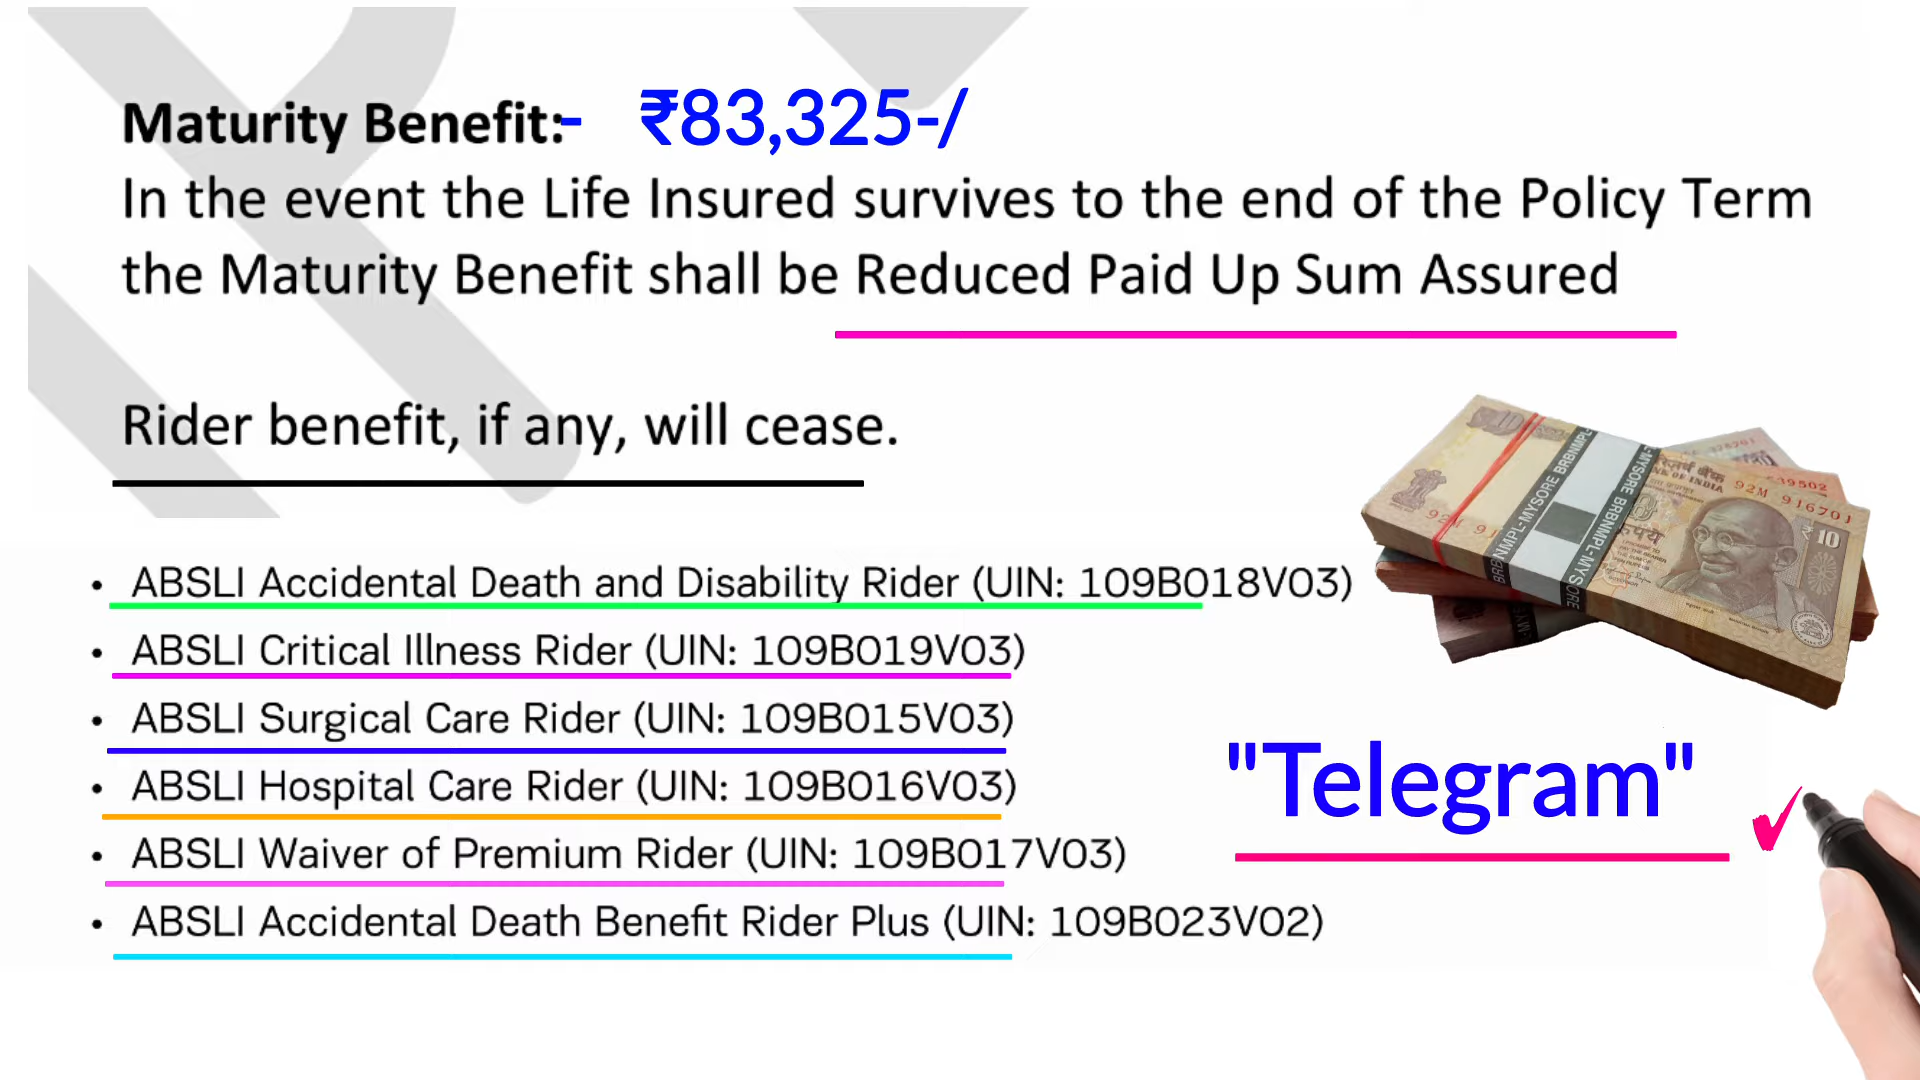 Maturity Benefit:- ₹83,325-/
In the event the Life Insured survives to the end of the Policy Term
the Maturity Benefit shall be Reduced Paid Up Sum Assured
Rider benefit, if any, will cease.
• ABSLI Accidental Death and Disability Rider (UIN: 109B018V03)
• ABSLI Critical Illness Rider (UIN: 109B019V03)
• ABSLI Surgical Care Rider (UIN: 109B015V03)
• ABSLI Hospital Care Rider (UIN: 109B016V03)
• ABSLI Waiver of Premium Rider (UIN: 109B017V03)
• ABSLI Accidental Death Benefit Rider Plus (UIN: 109B023V02)
"Telegram"
92M 916701
10